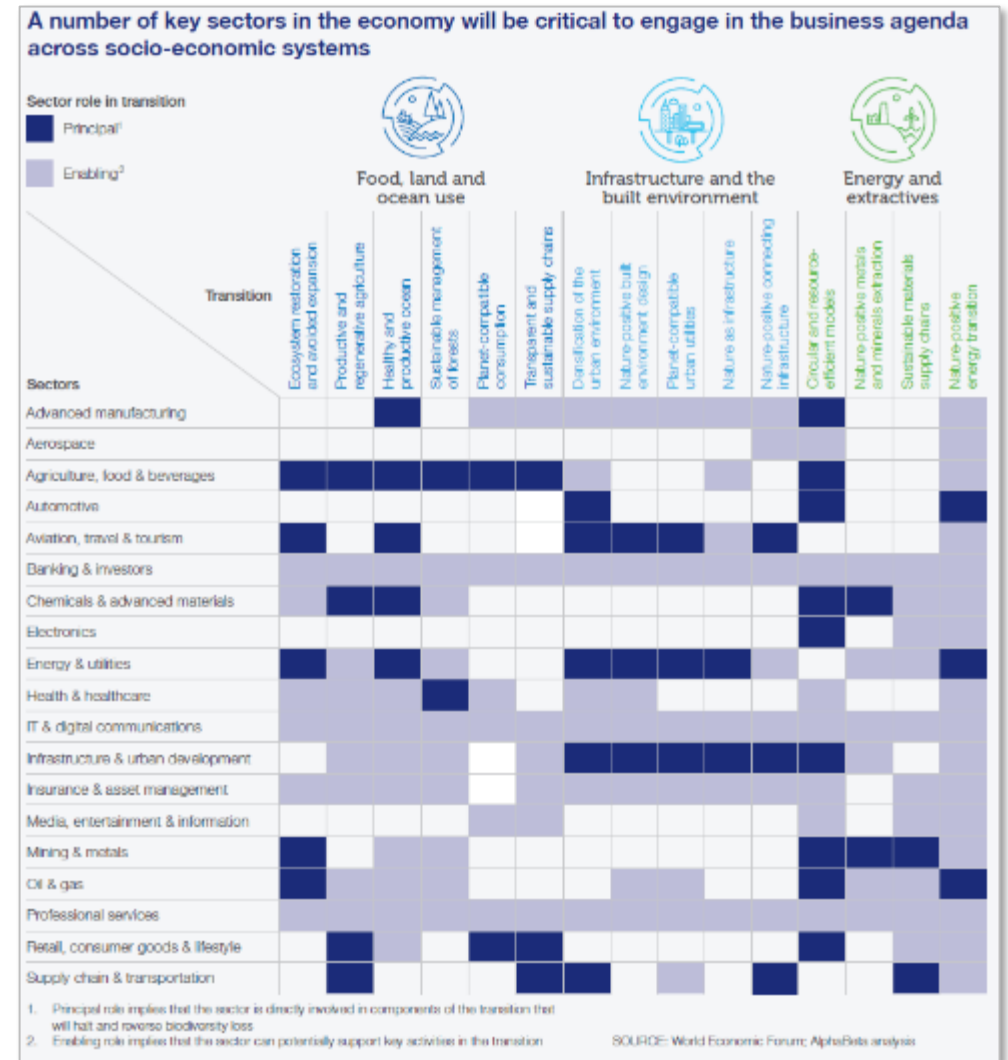 A number of key sectors in the economy will be critical to engage in the business agenda
across socio-economic systems
Sector role in transition
Principal¹
Enabling²
Food, land and
ocean use
Infrastructure and the
built environment
Energy and
extractives
Transition
Sectors
Ecosystem restoration
and avoided expansion
Productive and
regenerative agriculture
Healthy and
productive ocean
Sustainable management
of forests
Planet-compatible
consumption
Transparent and
sustainable supply chains
Densification of the
urban environment
Nature-positive built
environment design
Planet-compatible
urban utilities
Nature as infrastructure
Nature-positive connecting
infrastructure
Circular and resource-
efficient models
Nature-positive metals
and minerals extraction
Sustainable materials
supply chains
Nature-positive
energy transition
Advanced manufacturing
Aerospace
Agriculture, food & beverages
Automotive
Aviation, travel & tourism
Banking & investors
Chemicals & advanced materials
Electronics
Energy & utilities
Health & healthcare
IT & digital communications
Infrastructure & urban development
Insurance & asset management
Media, entertainment & information
Mining & metals
Oil & gas
Professional services
Retail, consumer goods & lifestyle
Supply chain & transportation
1. Principal role implies that the sector is directly involved in components of the transition that
will halt and reverse biodiversity loss
2. Enabling role implies that the sector can potentially support key activities in the transition
SOURCE: World Economic Forum; AlphaBeta analysis